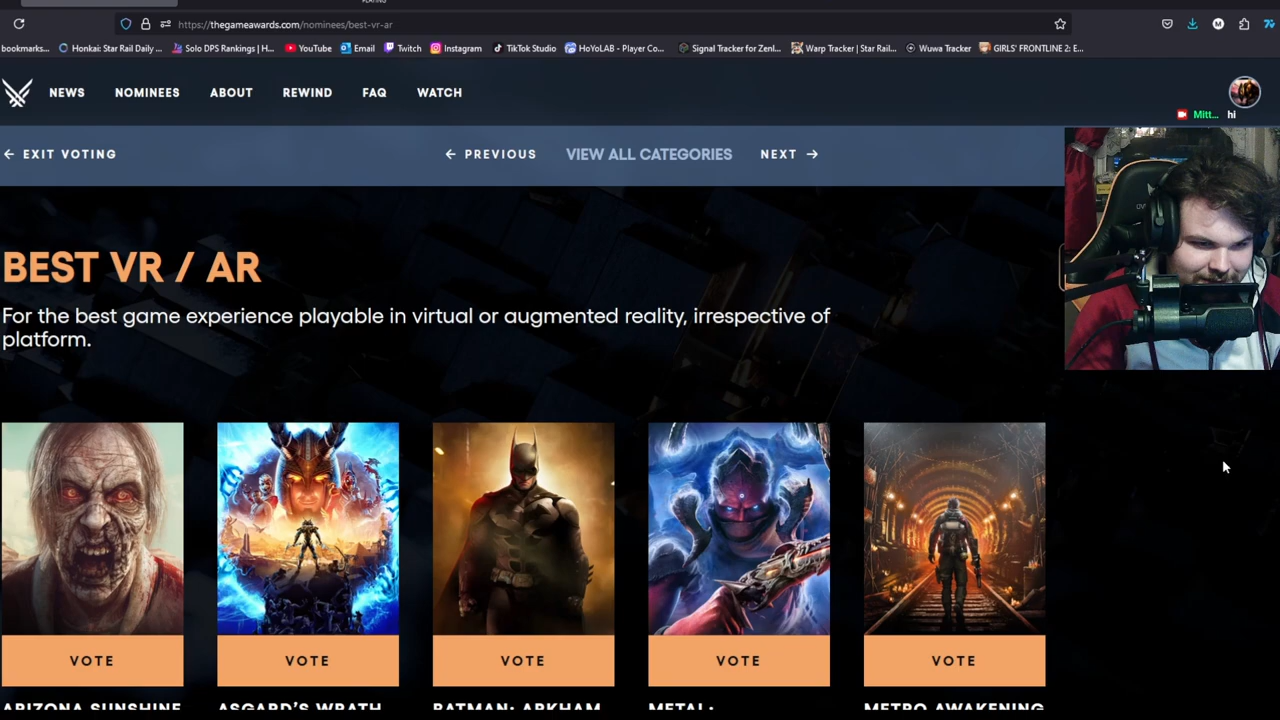 https://thegameawards.com/nominees/best-vr-ar
bookmarks...
Honkai: Star Rail Daily ...
Solo DPS Rankings | H...
YouTube
Email
Twitch
Instagram
TikTok Studio
HoYoLAB - Player Co...
Signal Tracker for Zenl...
Warp Tracker | Star Rail...
Wuwa Tracker
GIRLS' FRONTLINE 2: E...
NEWS
NOMINEES
ABOUT
REWIND
FAQ
WATCH
Mitt... hi
← EXIT VOTING
← PREVIOUS
VIEW ALL CATEGORIES
NEXT →
BEST VR / AR
For the best game experience playable in virtual or augmented reality, irrespective of
platform.
VOTE
VOTE
VOTE
VOTE
VOTE
ARIZONA SUNSHINE
ASGARD'S WRATH
BATMAN: ARKHAM
METAL:
METRO AWAKENING